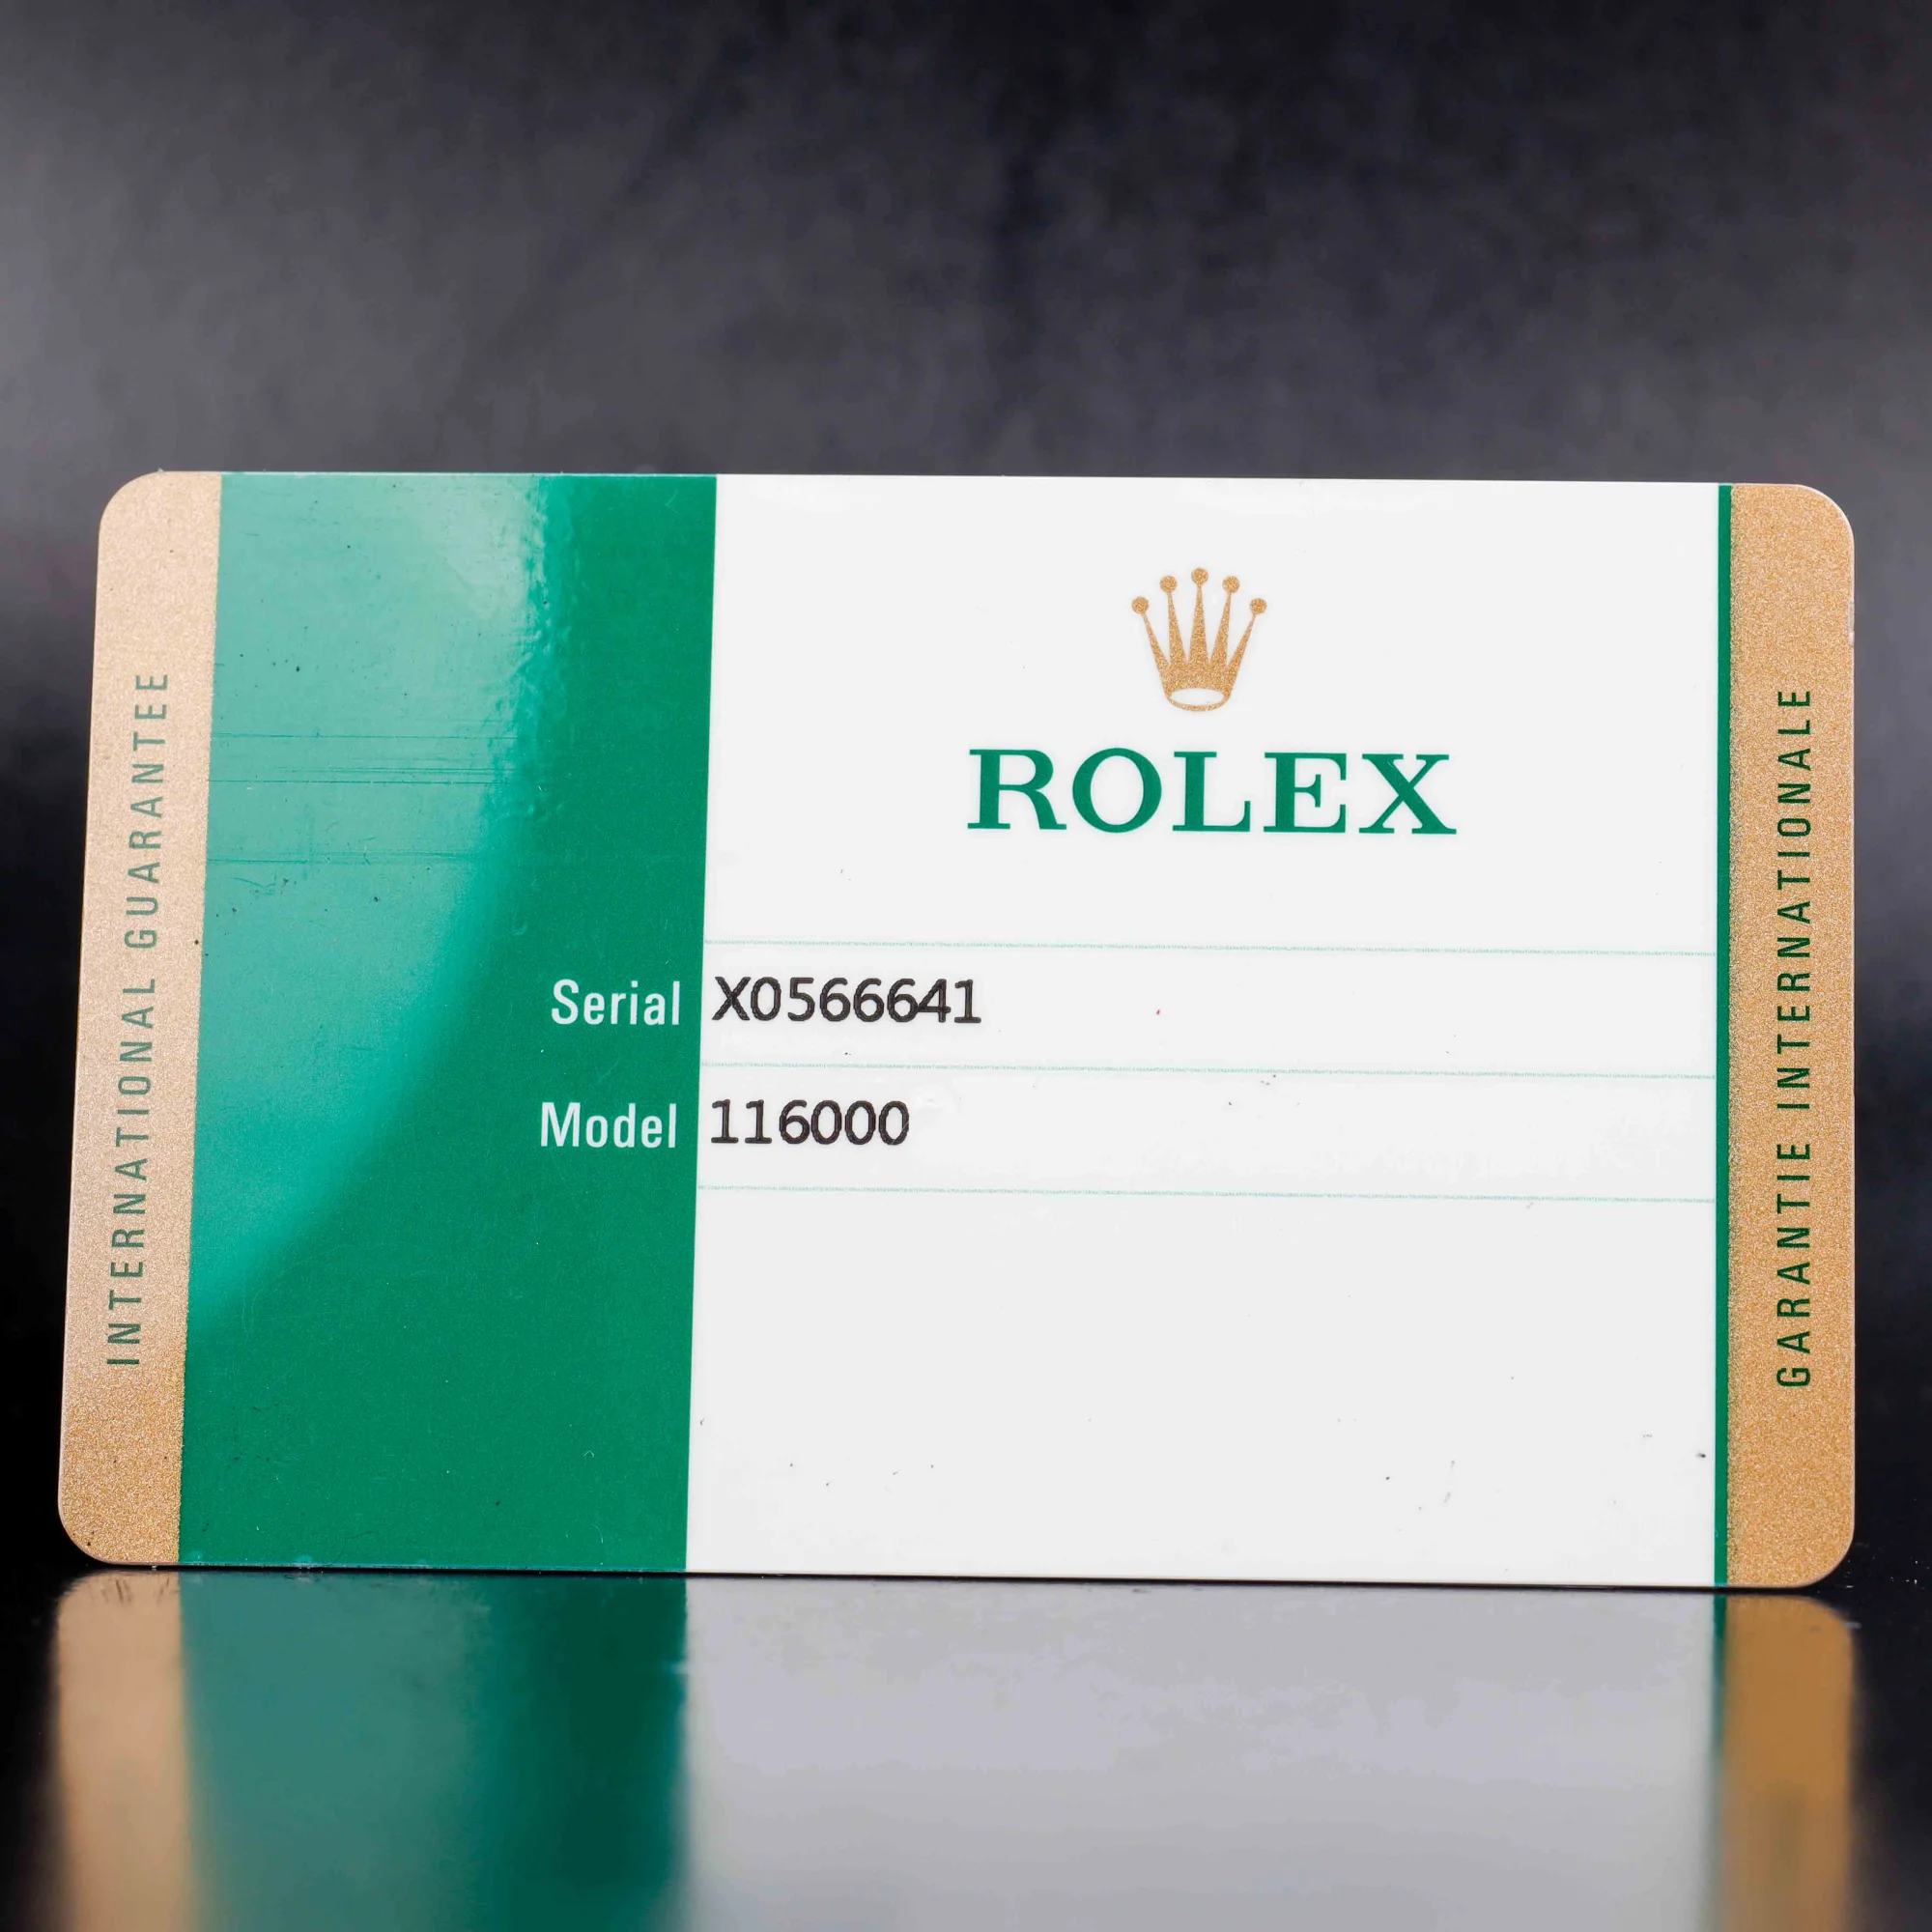 INTERNATIONAL GUARANTEE
ROLEX
Serial X0566641
Model 116000
GARANTIE INTERNATIONALE